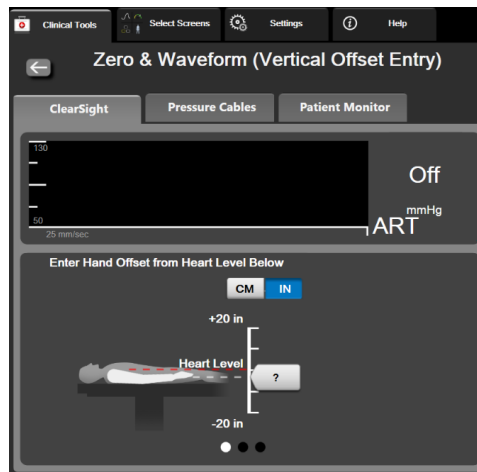 Clinical Tools
Select Screens
Settings
Help
Zero & Waveform (Vertical Offset Entry)
ClearSight
Pressure Cables
Patient Monitor
130
50
25 mm/sec
Off
mmHg
ART
Enter Hand Offset from Heart Level Below
CM IN
+20 in
Heart Level
?
-20 in